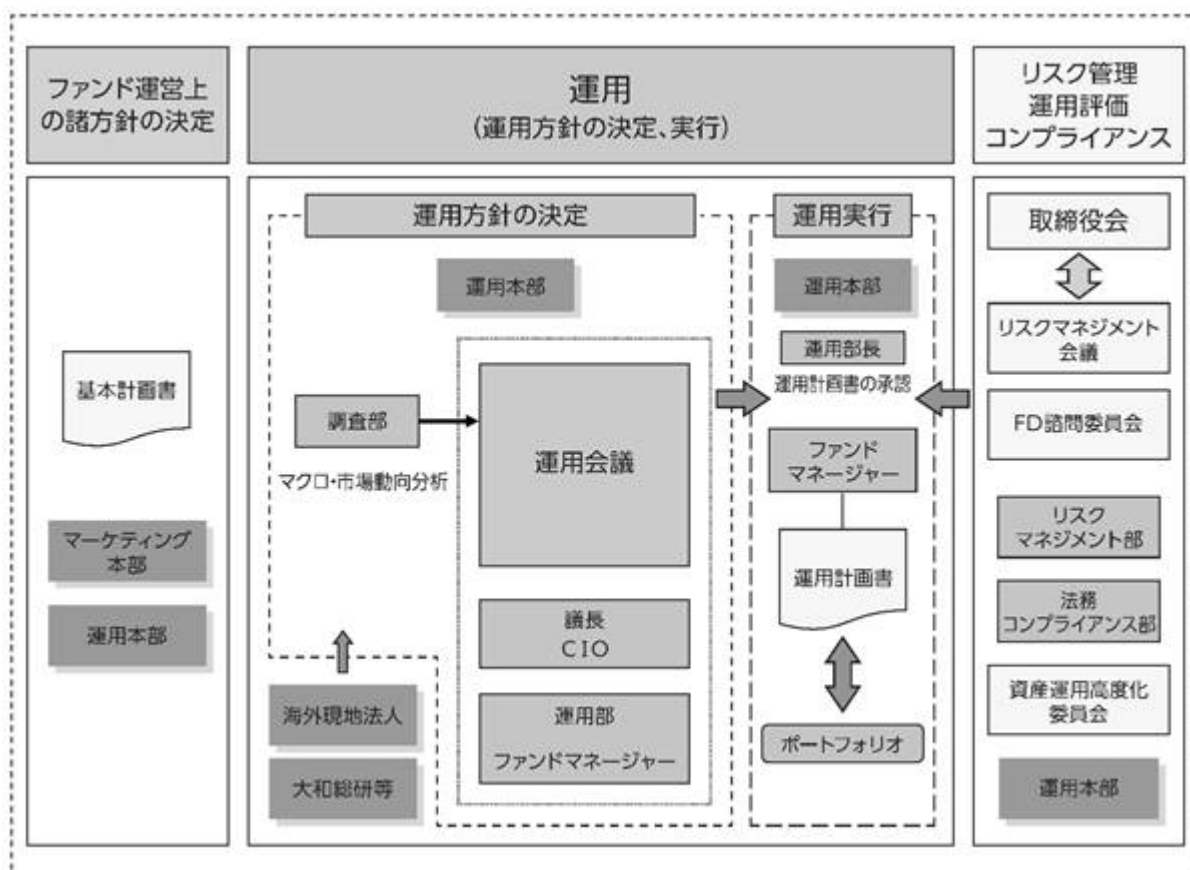 ファンド運営上
の諸方針の決定
基本計画書
マーケティング
本部
運用本部
運用
(運用方針の決定、実行)
運用方針の決定
運用本部
調査部
マクロ・市場動向分析
運用会議
議長
CIO
運用部
ファンドマネージャー
海外現地法人
大和総研等
運用実行
運用本部
運用部長
運用計画書の承認
ファンド
マネージャー
運用計画書
ポートフォリオ
リスク管理
運用評価
コンプライアンス
取締役会
リスクマネジメント
会議
FD諮問委員会
リスク
マネジメント部
法務
コンプライアンス部
資産運用高度化
委員会
運用本部